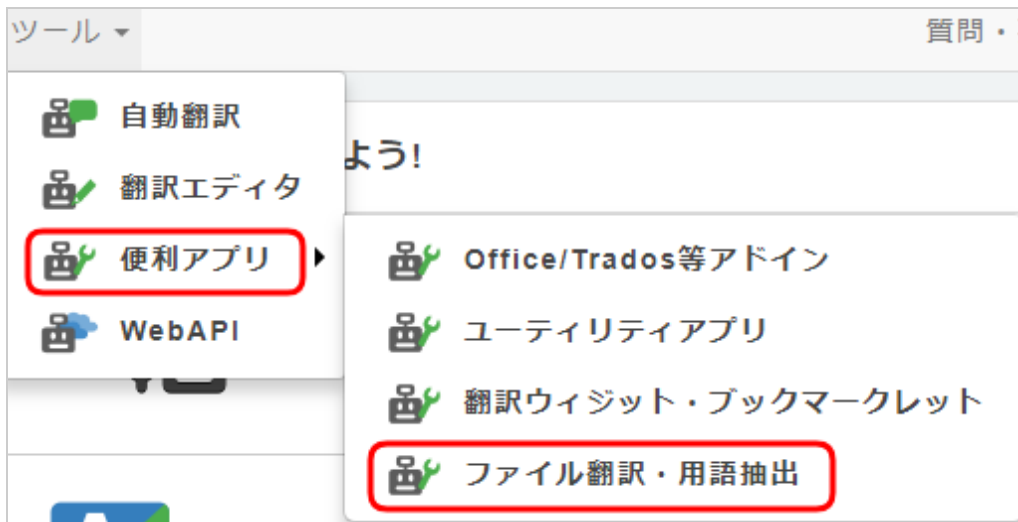 ツール
質問・
自動翻訳
よう!
翻訳エディタ
便利アプリ
Office/Trados等アドイン
WebAPI
ユーティリティアプリ
翻訳ウィジット・ブックマークレット
ファイル翻訳・用語抽出